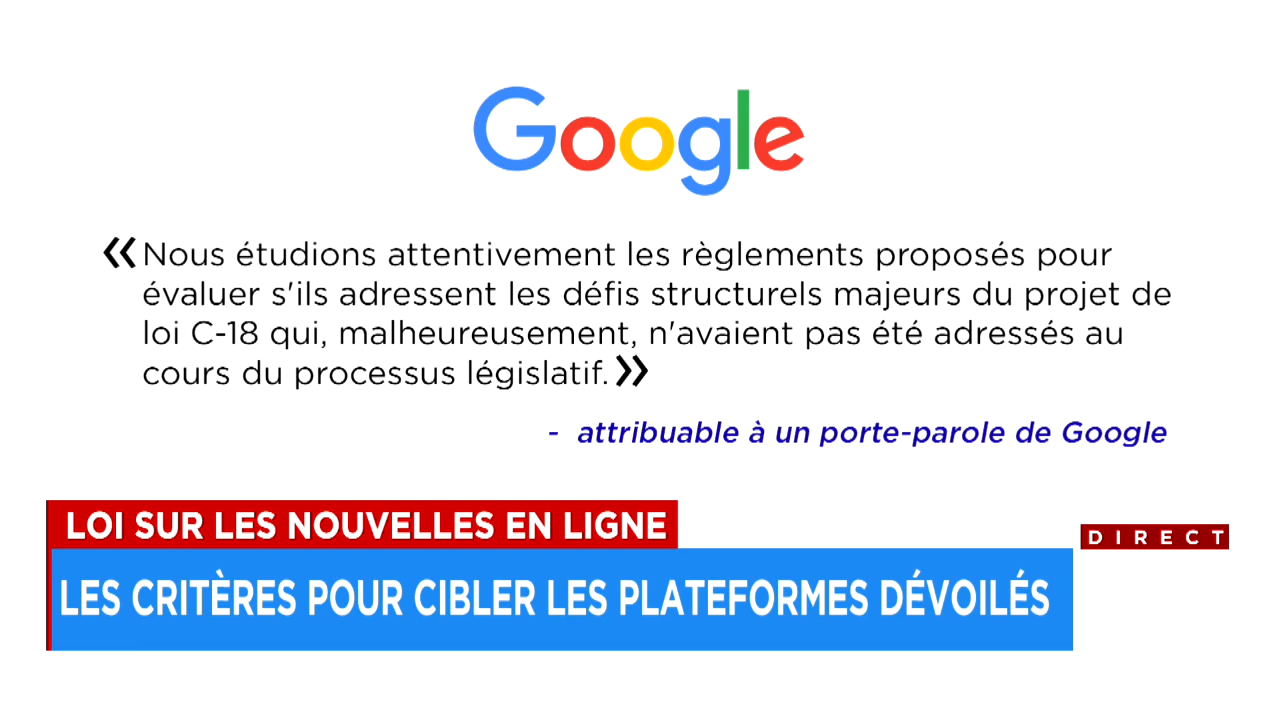 Google
« Nous étudions attentivement les règlements proposés pour
évaluer s'ils adressent les défis structurels majeurs du projet de
loi C-18 qui, malheureusement, n'avaient pas été adressés au
cours du processus législatif. »
- attribuable à un porte-parole de Google
LOI SUR LES NOUVELLES EN LIGNE
DIRECT
LES CRITÈRES POUR CIBLER LES PLATEFORMES DÉVOILÉS